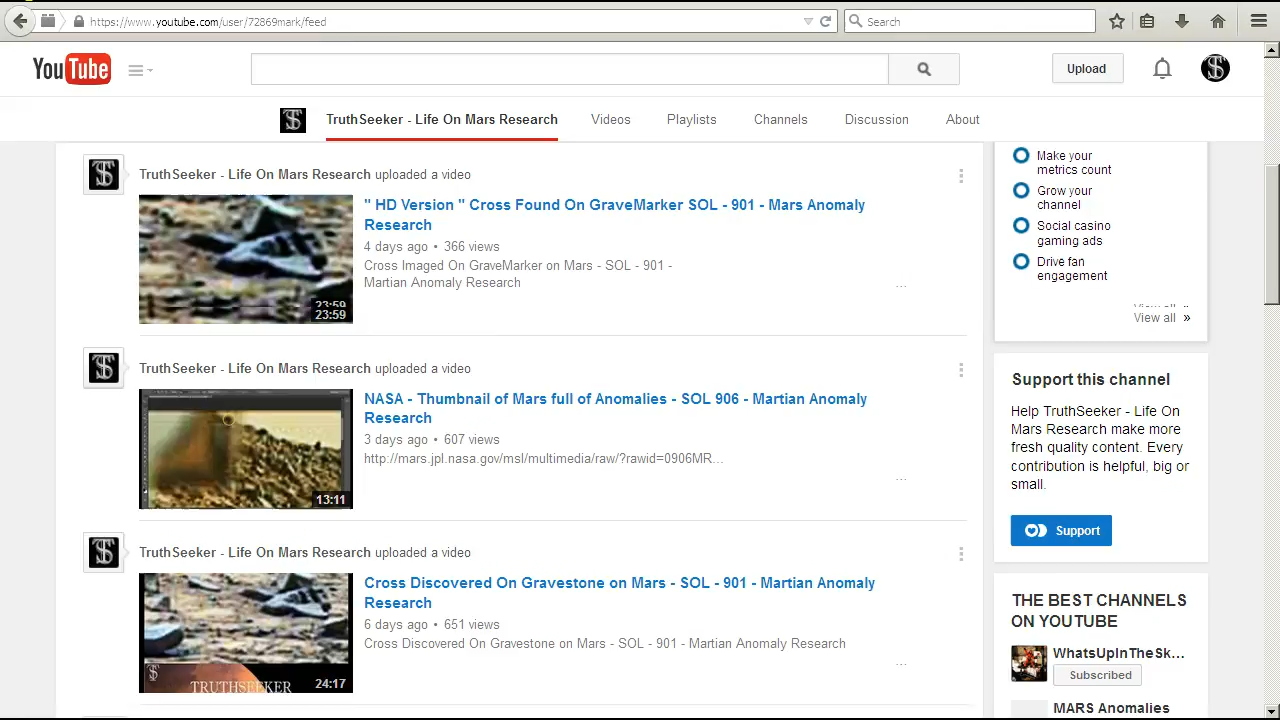 https://www.youtube.com/user/72869mark/feed
Search
YouTube
Upload
TruthSeeker - Life On Mars Research
Videos
Playlists
Channels
Discussion
About
TruthSeeker - Life On Mars Research uploaded a video
" HD Version " Cross Found On GraveMarker SOL - 901 - Mars Anomaly
Research
4 days ago • 366 views
Cross Imaged On GraveMarker on Mars - SOL - 901 -
Martian Anomaly Research
...
23:59
23:59
TruthSeeker - Life On Mars Research uploaded a video
NASA - Thumbnail of Mars full of Anomalies - SOL 906 - Martian Anomaly
Research
3 days ago • 607 views
http://mars.jpl.nasa.gov/msl/multimedia/raw/?rawid=0906MR...
...
13:11
TruthSeeker - Life On Mars Research uploaded a video
Cross Discovered On Gravestone on Mars - SOL - 901 - Martian Anomaly
Research
6 days ago • 651 views
Cross Discovered On Gravestone on Mars - SOL - 901 - Martian Anomaly Research
...
TRUTHSEEKER
24:17
Make your
metrics count
Grow your
channel
Social casino
gaming ads
Drive fan
engagement
View all »
View all »
Support this channel
Help TruthSeeker - Life On
Mars Research make more
fresh quality content. Every
contribution is helpful, big or
small.
Support
THE BEST CHANNELS
ON YOUTUBE
WhatsUpInTheSk...
Subscribed
MARS Anomalies